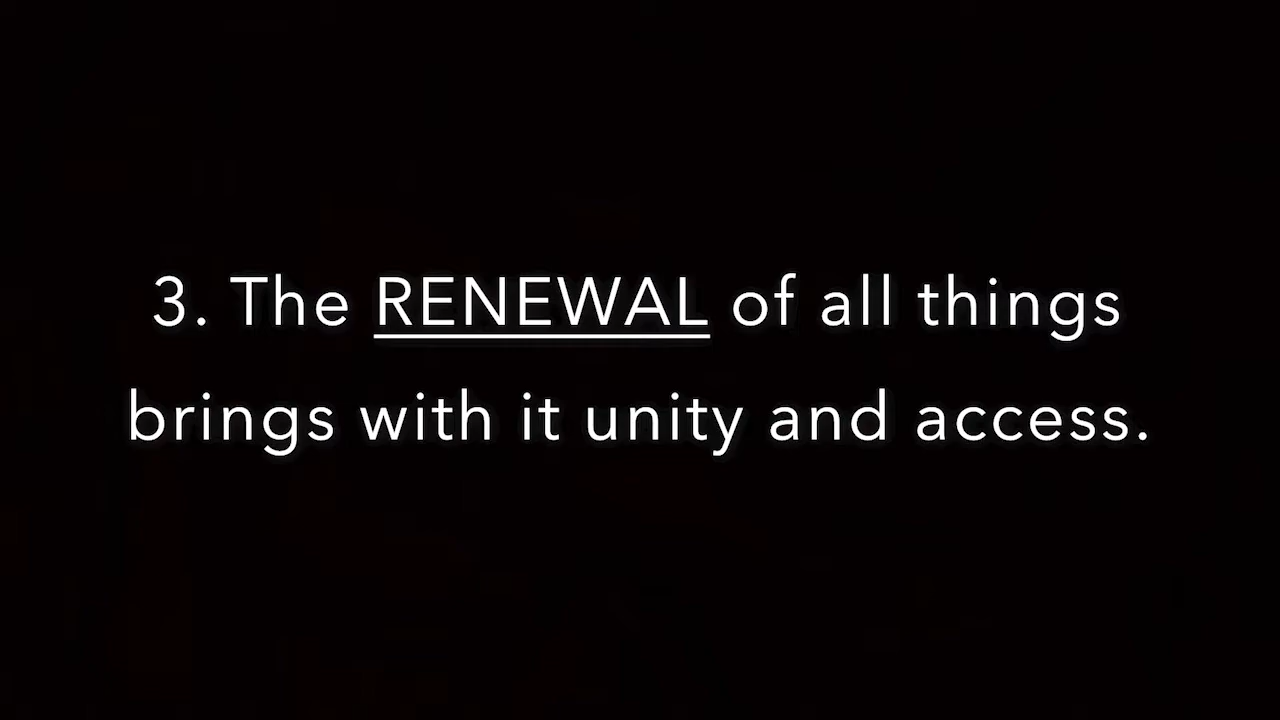 3. The RENEWAL of all things
brings with it unity and access.